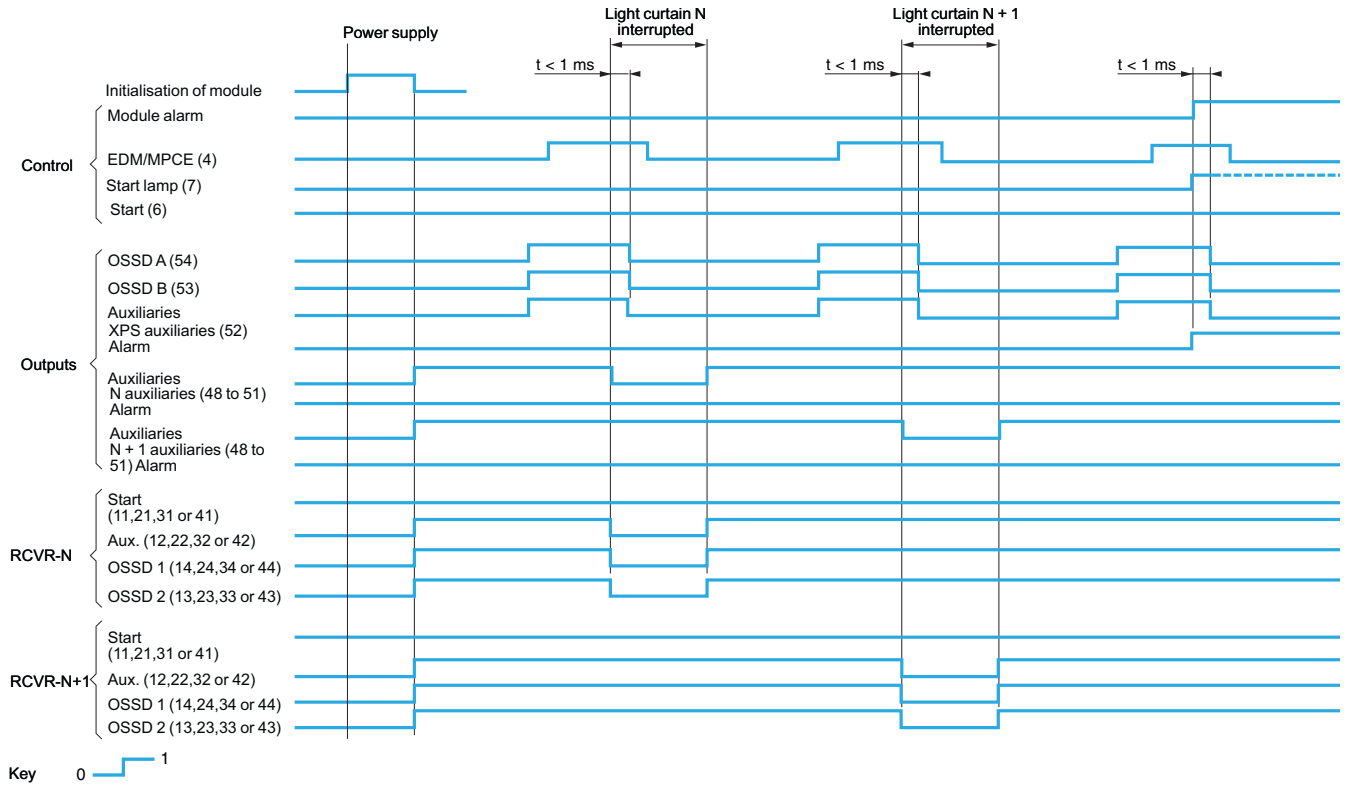 Light curtain N
interrupted
Light curtain N + 1
interrupted
Power supply
t < 1 ms
t < 1 ms
t < 1 ms
Initialisation of module
Control
Module alarm
EDM/MPCE (4)
Start lamp (7)
Start (6)
Outputs
OSSD A (54)
OSSD B (53)
Auxiliaries
XPS auxiliaries (52)
Alarm
Auxiliaries
N auxiliaries (48 to 51)
Alarm
Auxiliaries
N + 1 auxiliaries (48 to
51) Alarm
RCVR-N
Start
(11,21,31 or 41)
Aux. (12,22,32 or 42)
OSSD 1 (14,24,34 or 44)
OSSD 2 (13,23,33 or 43)
RCVR-N+1
Start
(11,21,31 or 41)
Aux. (12,22,32 or 42)
OSSD 1 (14,24,34 or 44)
OSSD 2 (13,23,33 or 43)
Key 0 1